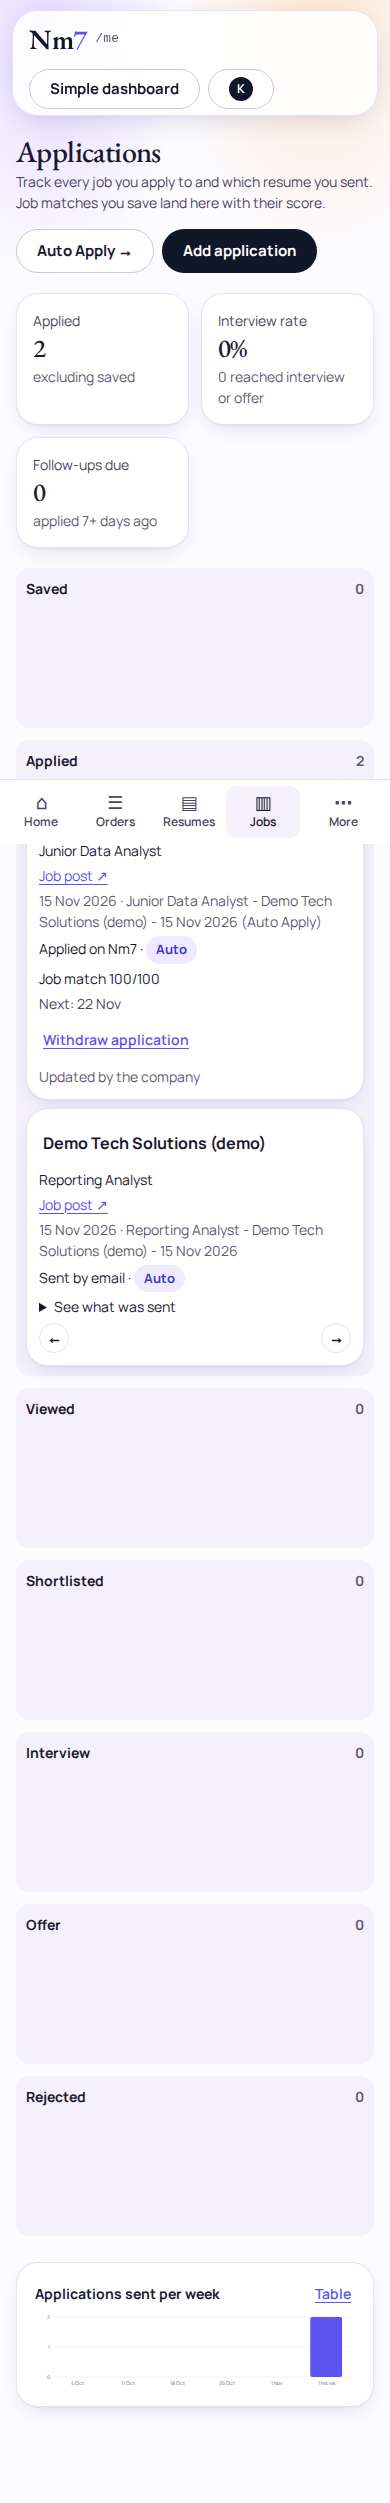 Nm7 /me
Simple dashboard K
Applications
Track every job you apply to and which resume you sent.
Job matches you save land here with their score.
Auto Apply → Add application
Applied
2
excluding saved
Interview rate
0%
0 reached interview
or offer
Follow-ups due
0
applied 7+ days ago
Saved 0
Applied 2
Home Orders Resumes Jobs More
Junior Data Analyst
Job post ↗
15 Nov 2026 · Junior Data Analyst - Demo Tech
Solutions (demo) - 15 Nov 2026 (Auto Apply)
Applied on Nm7 · Auto
Job match 100/100
Next: 22 Nov
Withdraw application
Updated by the company
Demo Tech Solutions (demo)
Reporting Analyst
Job post ↗
15 Nov 2026 · Reporting Analyst - Demo Tech
Solutions (demo) - 15 Nov 2026
Sent by email · Auto
▶ See what was sent
← →
Viewed 0
Shortlisted 0
Interview 0
Offer 0
Rejected 0
Applications sent per week Table
2
1
0